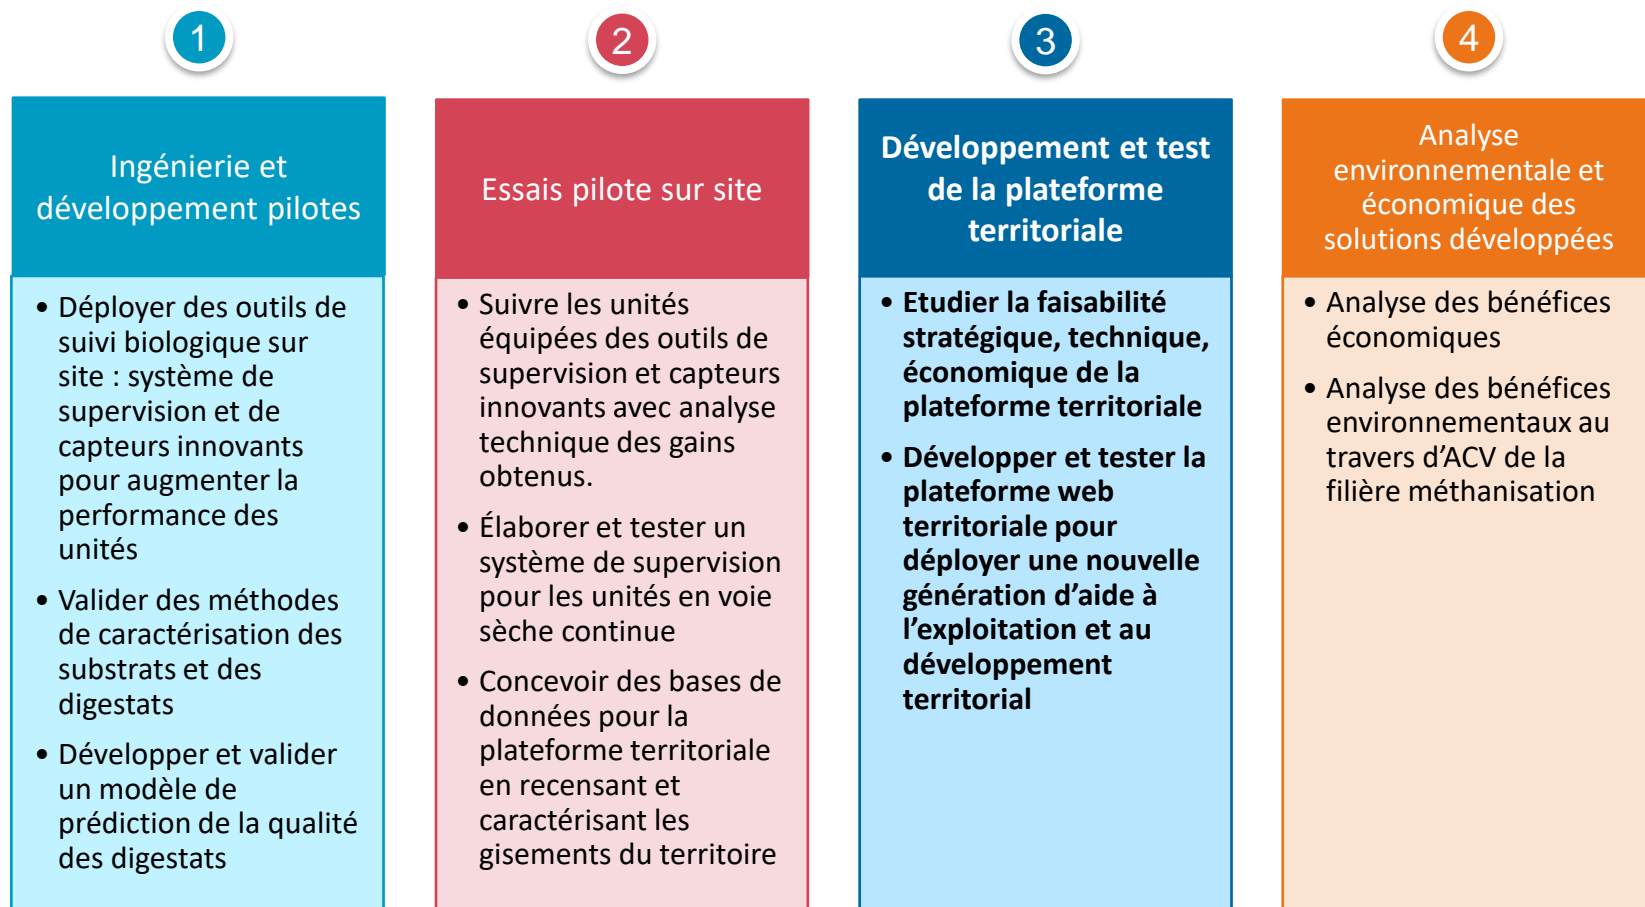 1
Ingénierie et
développement pilotes
• Déployer des outils de
suivi biologique sur
site : système de
supervision et de
capteurs innovants
pour augmenter la
performance des
unités
• Valider des méthodes
de caractérisation des
substrats et des
digestats
• Développer et valider
un modèle de
prédiction de la qualité
des digestats
2
Essais pilote sur site
• Suivre les unités
équipées des outils de
supervision et capteurs
innovants avec analyse
technique des gains
obtenus.
• Élaborer et tester un
système de supervision
pour les unités en voie
sèche continue
• Concevoir des bases de
données pour la
plateforme territoriale
en recensant et
caractérisant les
gisements du territoire
3
Développement et test
de la plateforme
territoriale
• Etudier la faisabilité
stratégique, technique,
économique de la
plateforme territoriale
• Développer et tester la
plateforme web
territoriale pour
déployer une nouvelle
génération d’aide à
l’exploitation et au
développement
territorial
4
Analyse
environnementale et
économique des
solutions développées
• Analyse des bénéfices
économiques
• Analyse des bénéfices
environnementaux au
travers d’ACV de la
filière méthanisation